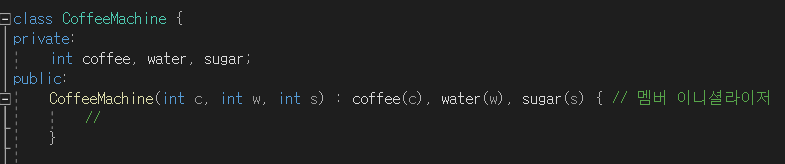 class CoffeeMachine {
private:
int coffee, water, sugar;
public:
CoffeeMachine(int c, int w, int s) : coffee(c), water(w), sugar(s) { // 멤버 이니셜라이저
//
}